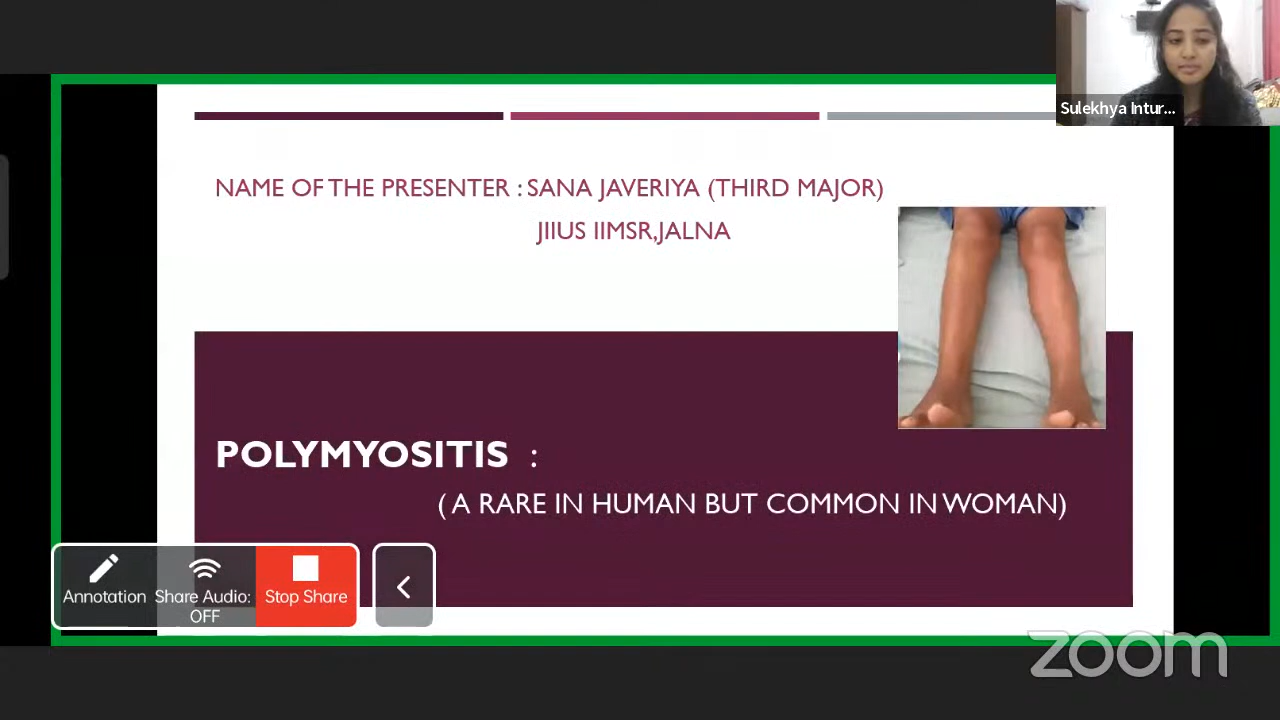 Sulekhya Intur...
NAME OF THE PRESENTER : SANA JAVERIYA (THIRD MAJOR)
JIIUS IIMSR,JALNA
POLYMYOSITIS :
( A RARE IN HUMAN BUT COMMON IN WOMAN)
Annotation
Share Audio:
OFF
Stop Share
zoom